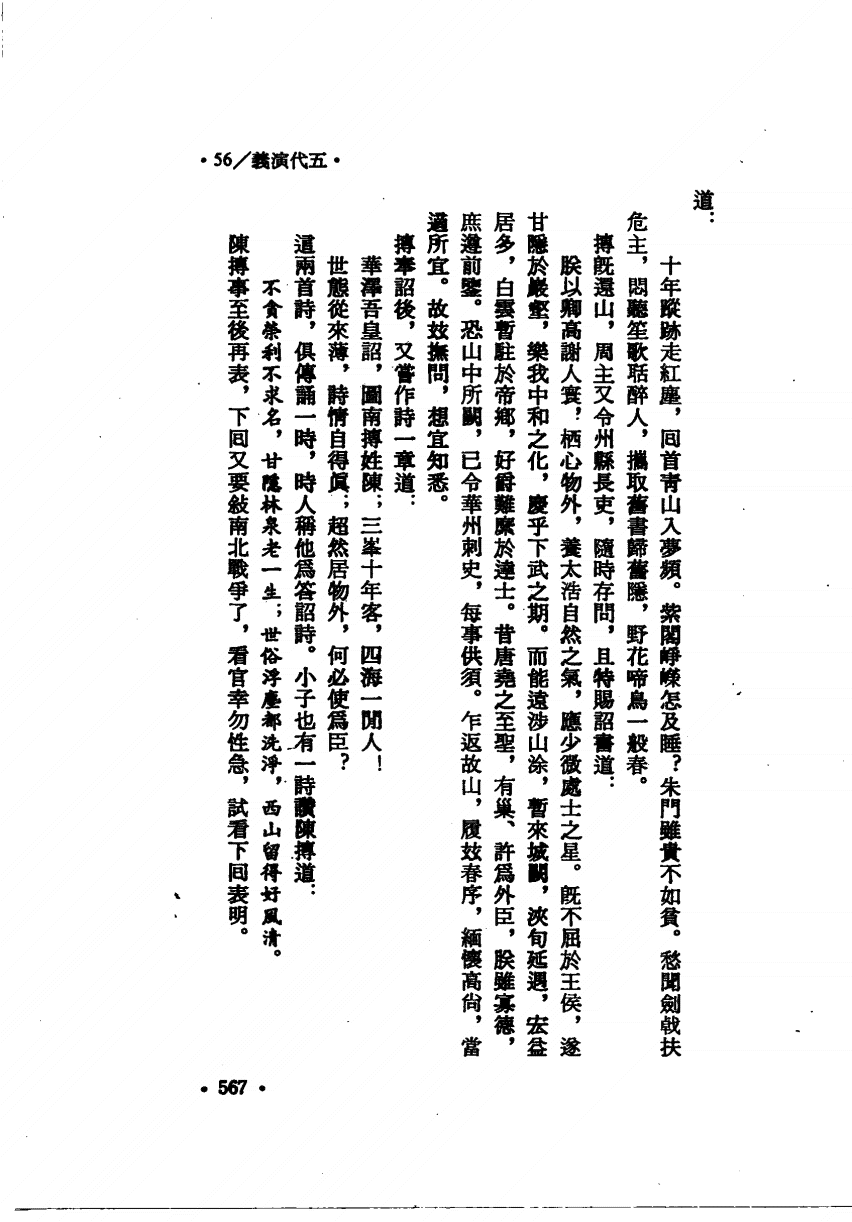 •56／義演代五•
道：
十年蹤跡走紅塵，回首青山入夢頻。紫閣崢嶸怎及睡？朱門雖貴不如貧。愁聞劍戟扶
危主，悶聽笙歌聒醉人，攜取舊書歸舊隱，野花啼鳥一般春。
摶既還山，周主又令州縣長吏，隨時存問，且特賜詔書道：
朕以卿高謝人寰，栖心物外，養太浩自然之氣，應少微處士之星。既不屈於王侯，遂
甘隱於巖壑，樂我中和之化，慶乎下武之期。而能遠涉山涂，暫來城闕，浹旬延遇，宏益
居多，白雲暫駐於帝鄉，好爵難縻於達士。昔唐堯之至聖，有巢、許爲外臣，朕雖寡德，
庶遵前鑒。恐山中所闕，已令華州刺史，每事供須。乍返故山，履玆春序，緬懷高尙，當
適所宜。故玆撫問，想宜知悉。
摶奉詔後，又嘗作詩一章道：
華澤吾皇詔，圖南摶姓陳；三峯十年客，四海一閒人！
世態從來薄，詩情自得眞；超然居物外，何必使爲臣？
這兩首詩，俱傳誦一時，時人稱他爲答詔詩。小子也有一詩讚陳摶道：
不貪榮利不求名，甘隱林泉老一生；世俗浮塵都洗淨，西山留得好風清。
陳摶事至後再表，下回又要敍南北戰爭了，看官幸勿性急，試看下回表明。
•567•